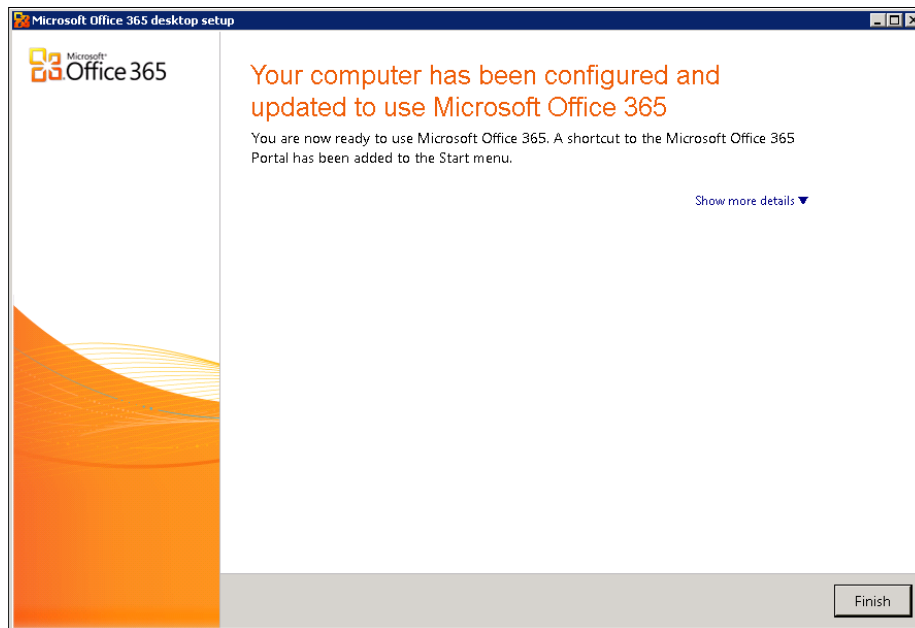 Microsoft Office 365 desktop setup
Microsoft®
Office 365
Your computer has been configured and
updated to use Microsoft Office 365
You are now ready to use Microsoft Office 365. A shortcut to the Microsoft Office 365
Portal has been added to the Start menu.
Show more details
Finish